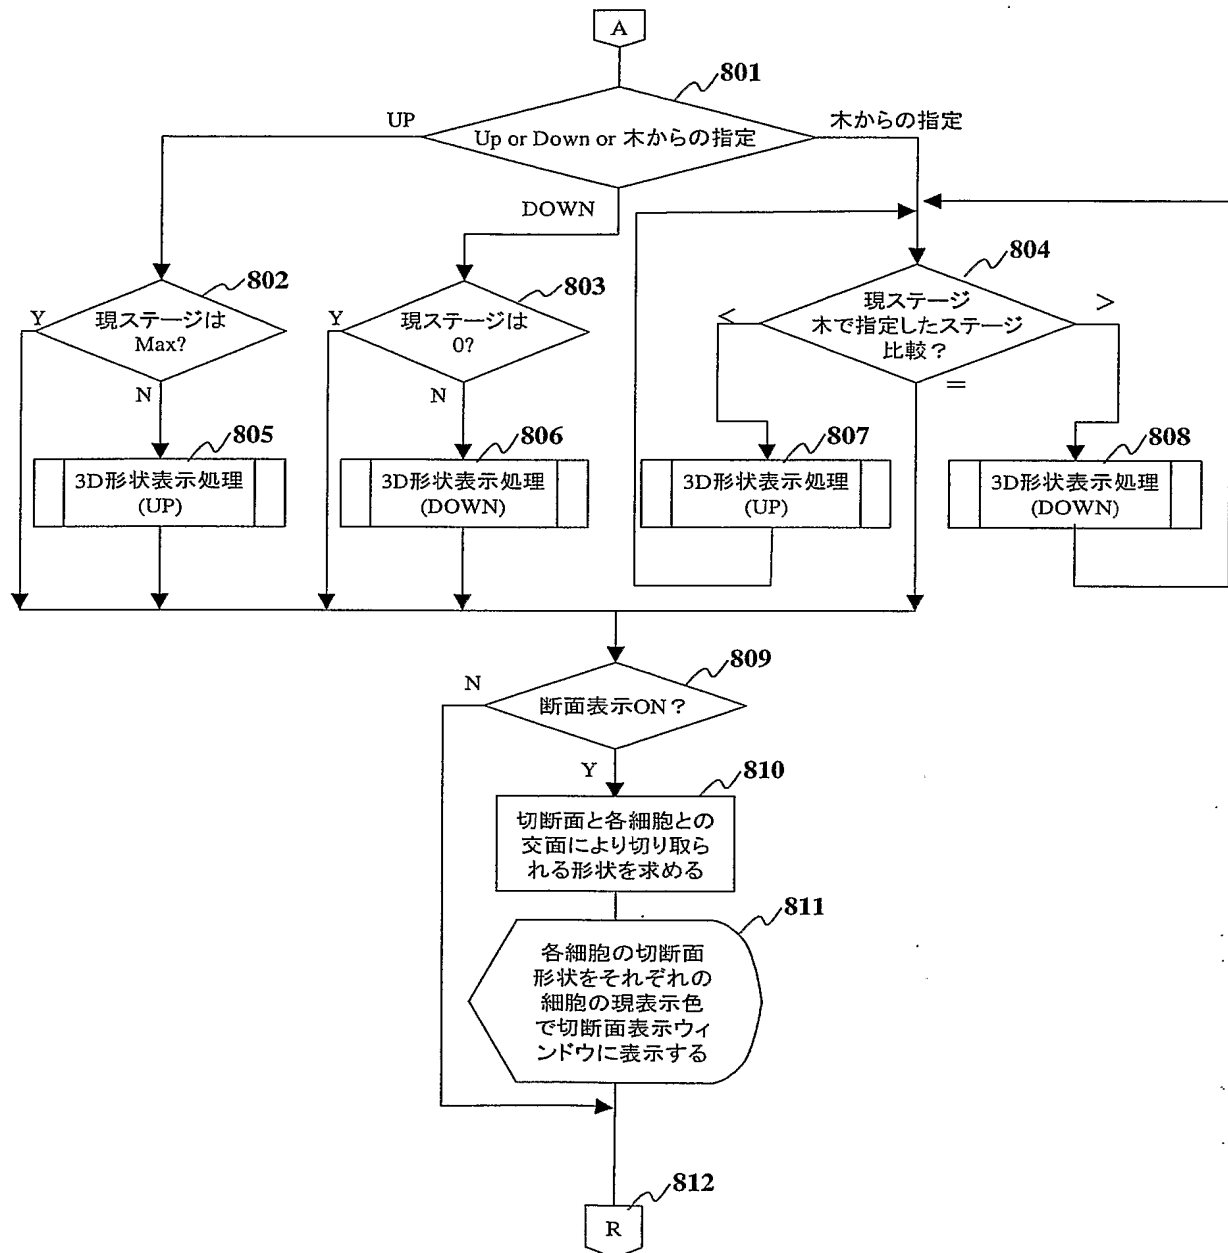 A
801
UP
Up or Down or 木からの指定
木からの指定
DOWN
802
Y
現ステージは
Max?
N
803
Y
現ステージは
0?
N
804
<
現ステージ
木で指定したステージ
比較？
>
=
805
3D形状表示処理
(UP)
806
3D形状表示処理
(DOWN)
807
3D形状表示処理
(UP)
808
3D形状表示処理
(DOWN)
809
N
断面表示ON？
Y
810
切断面と各細胞との
交面により切り取ら
れる形状を求める
811
各細胞の切断面
形状をそれぞれの
細胞の現表示色
で切断面表示ウィ
ンドウに表示する
812
R